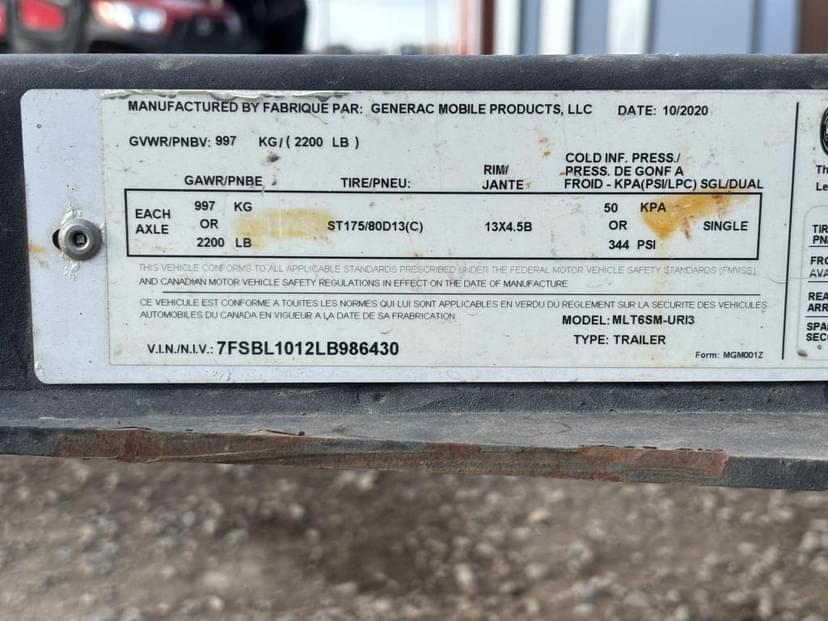 MANUFACTURED BY FABRIQUE PAR: GENERAC MOBILE PRODUCTS, LLC DATE: 10/2020
GVWR/PNBV: 997 KG/( 2200 LB )
GAWR/PNBE TIRE/PNEU: RIM/ JANTE COLD INF. PRESS./
PRESS. DE GONF A
FROID - KPA(PSI/LPC) SGL/DUAL
EACH AXLE 997 KG OR 2200 LB ST175/80D13(C) 13X4.5B 50 KPA OR 344 PSI SINGLE
THIS VEHICLE CONFORMS TO ALL APPLICABLE STANDARDS PRESCRIBED UNDER THE FEDERAL MOTOR VEHICLE SAFETY STANDARDS (FMVSS)
AND CANADIAN MOTOR VEHICLE SAFETY REGULATIONS IN EFFECT ON THE DATE OF MANUFACTURE
CE VEHICULE EST CONFORME A TOUITES LES NORMES QUI LUI SONT APPLICABLES EN VERDU DU REGLEMENT SUR LA SECURITE DES VEHICULES
AUTOMOBILES DU CANADA EN VIGUEUR A LA DATE DE SA FRABRICATION
MODEL: MLT6SM-URI3
TYPE: TRAILER
V.I.N./N.I.V.: 7FSBL1012LB986430
Form: MGM001Z